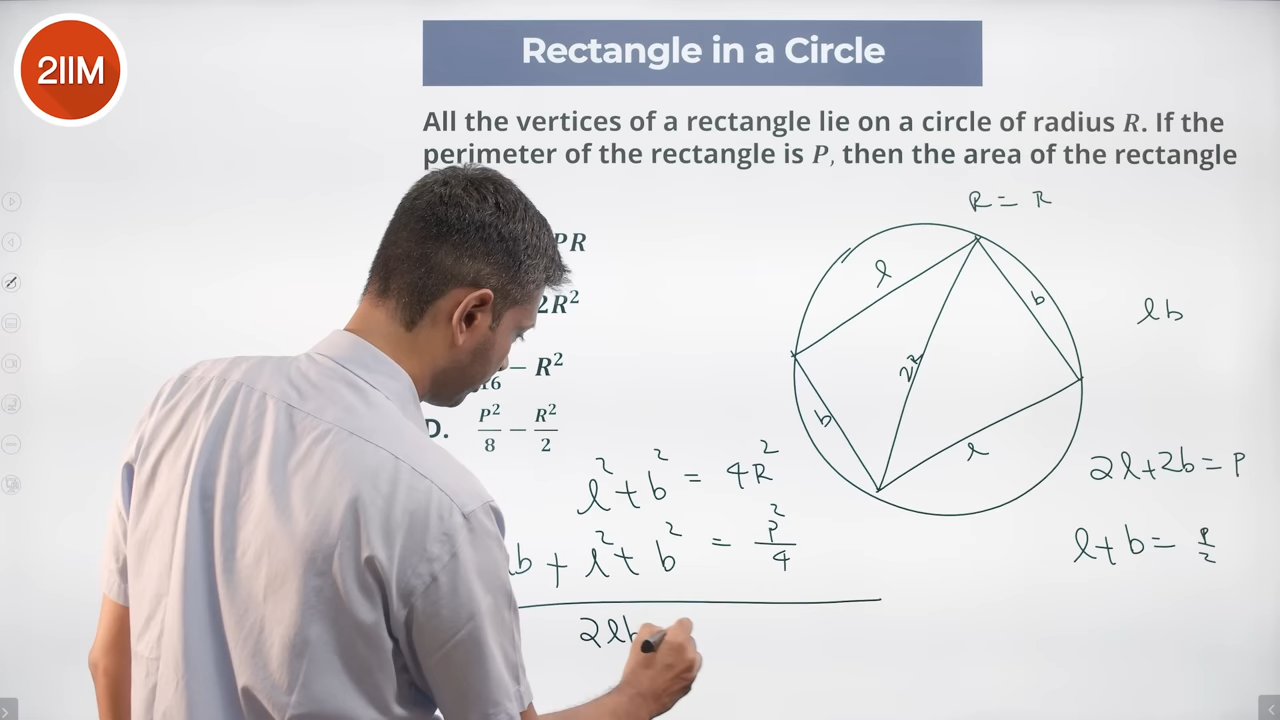 2IIM
Rectangle in a Circle
All the vertices of a rectangle lie on a circle of radius R. If the
perimeter of the rectangle is P, then the area of the rectangle
PR
2R²
16 − R²
D. P²/8 − R²/2
R = R
l
b
2r
b
l
lb
2l+2b = P
l+b = P/2
l² + b² = 4R²
lb + l² + b² = P²/4
2lb